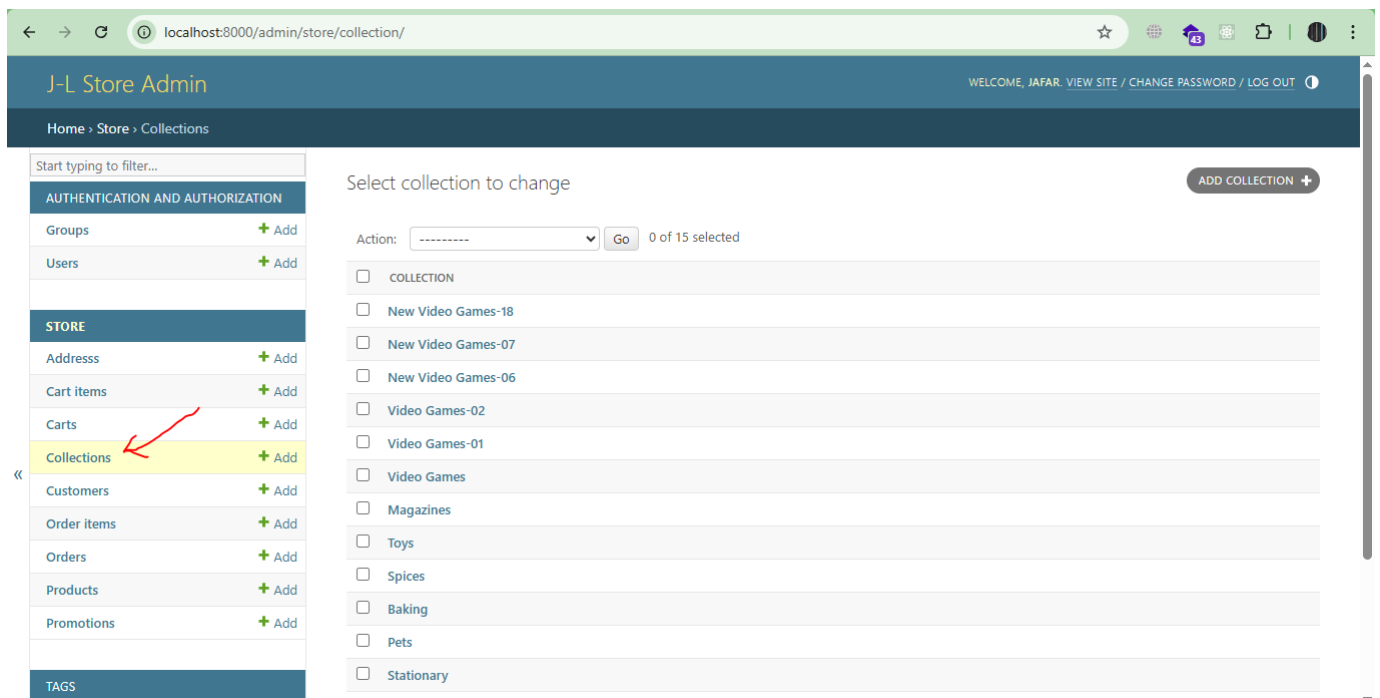 localhost:8000/admin/store/collection/
43
J-L Store Admin
WELCOME, JAFAR. VIEW SITE / CHANGE PASSWORD / LOG OUT
Home › Store › Collections
Start typing to filter...
AUTHENTICATION AND AUTHORIZATION
Groups + Add
Users + Add
STORE
Addresss + Add
Cart items + Add
Carts + Add
Collections + Add
Customers + Add
Order items + Add
Orders + Add
Products + Add
Promotions + Add
TAGS
«
Select collection to change
ADD COLLECTION +
Action: --------- Go 0 of 15 selected
COLLECTION
New Video Games-18
New Video Games-07
New Video Games-06
Video Games-02
Video Games-01
Video Games
Magazines
Toys
Spices
Baking
Pets
Stationary